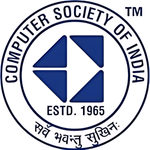 COMPUTER SOCIETY OF INDIA
TM
ESTD. 1965
सर्वे भवन्तु सुखिनः